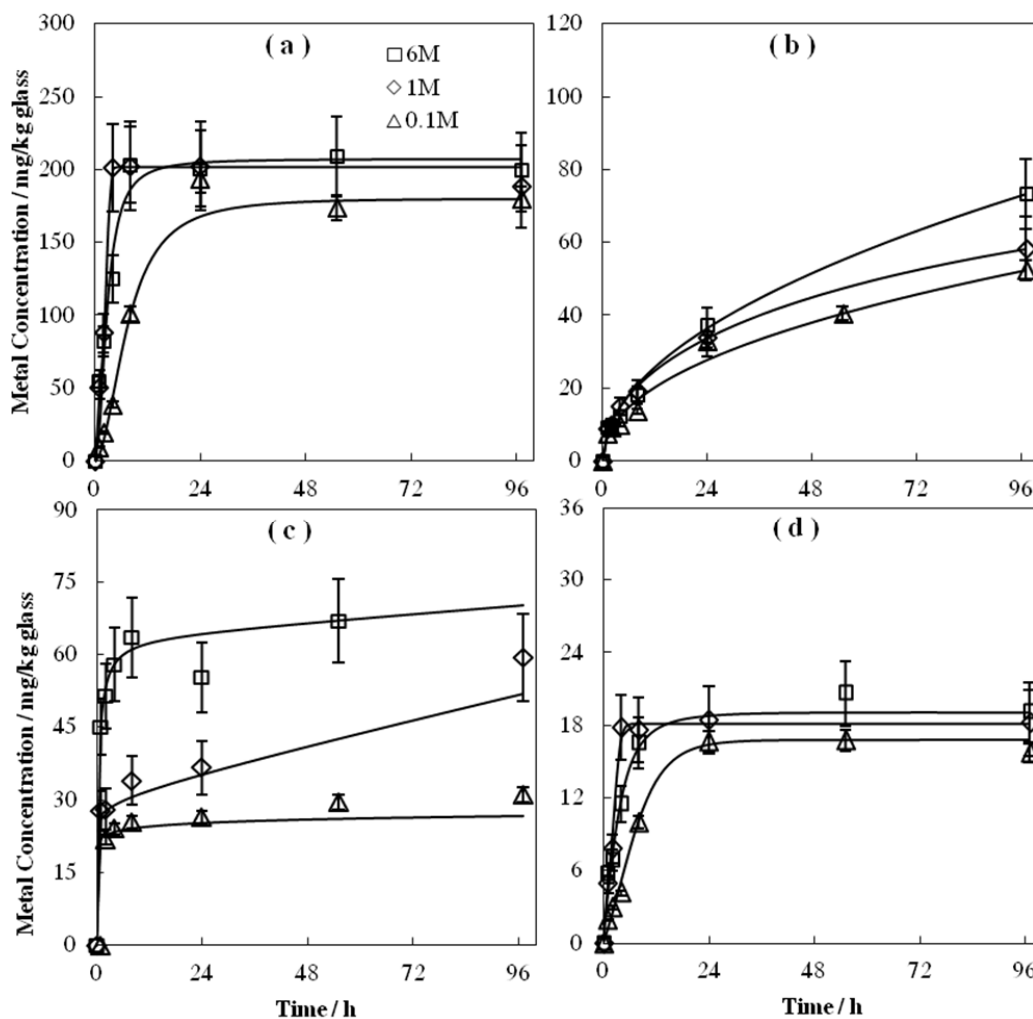 Metal Concentration / mg/kg glass
300
250
200
150
100
50
0
( a )
6M
1M
0.1M
0 24 48 72 96
120
100
80
60
40
20
0
( b )
0 24 48 72 96
Metal Concentration / mg/kg glass
90
75
60
45
30
15
0
( c )
0 24 48 72 96
Time / h
36
30
24
18
12
6
0
( d )
0 24 48 72 96
Time / h